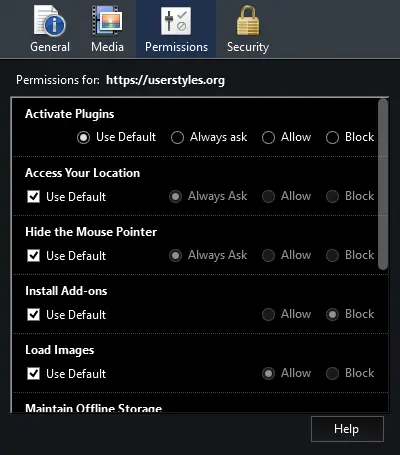 General Media Permissions Security
Permissions for: https://userstyles.org
Activate Plugins
Use Default Always ask Allow Block
Access Your Location
Use Default Always Ask Allow Block
Hide the Mouse Pointer
Use Default Always Ask Allow Block
Install Add-ons
Use Default Allow Block
Load Images
Use Default Allow Block
Maintain Offline Storage
Help